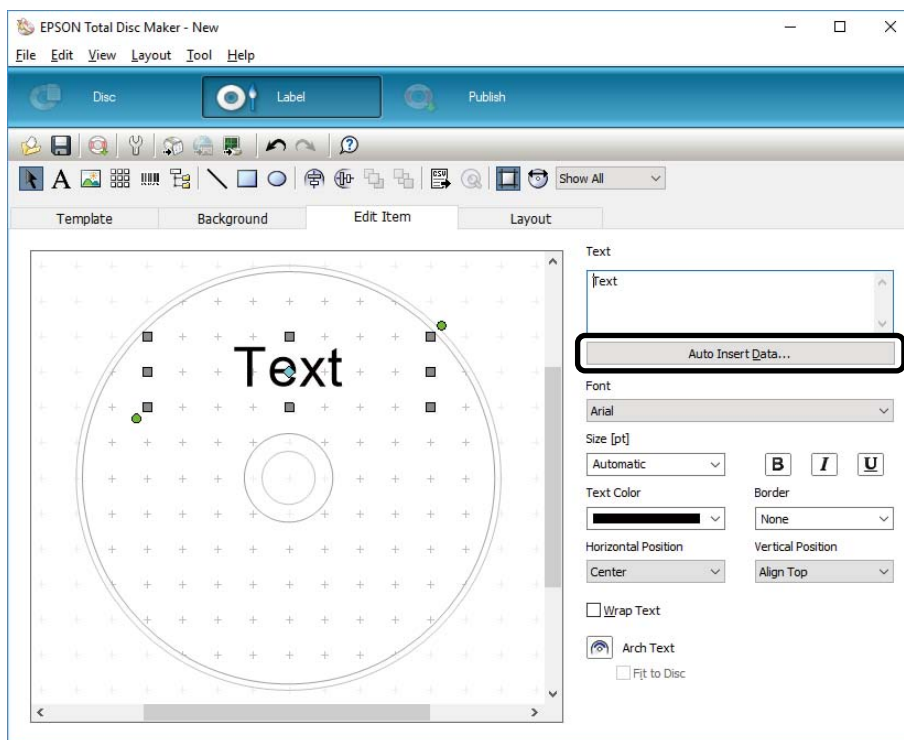 EPSON Total Disc Maker - New
File Edit View Layout Tool Help
Disc Label Publish
A CSU Show All
Template Background Edit Item Layout
Text
Text
Text
Auto Insert Data...
Font
Arial
Size [pt]
Automatic B I U
Text Color Border
None
Horizontal Position Vertical Position
Center Align Top
Wrap Text
Arch Text
Fit to Disc